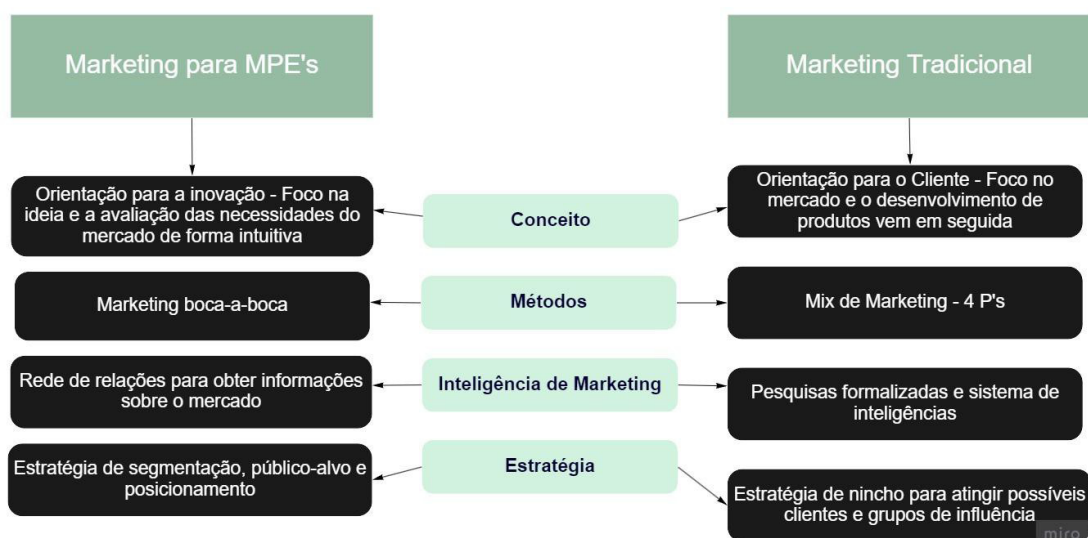 Marketing para MPE's
Marketing Tradicional
Orientação para a inovação - Foco na
ideia e a avaliação das necessidades do
mercado de forma intuitiva
Conceito
Orientação para o Cliente - Foco no
mercado e o desenvolvimento de
produtos vem em seguida
Marketing boca-a-boca
Métodos
Mix de Marketing - 4 P's
Rede de relações para obter informações
sobre o mercado
Inteligência de Marketing
Pesquisas formalizadas e sistema de
inteligências
Estratégia de segmentação, público-alvo e
posicionamento
Estratégia
Estratégia de nincho para atingir possíveis
clientes e grupos de influência
miro